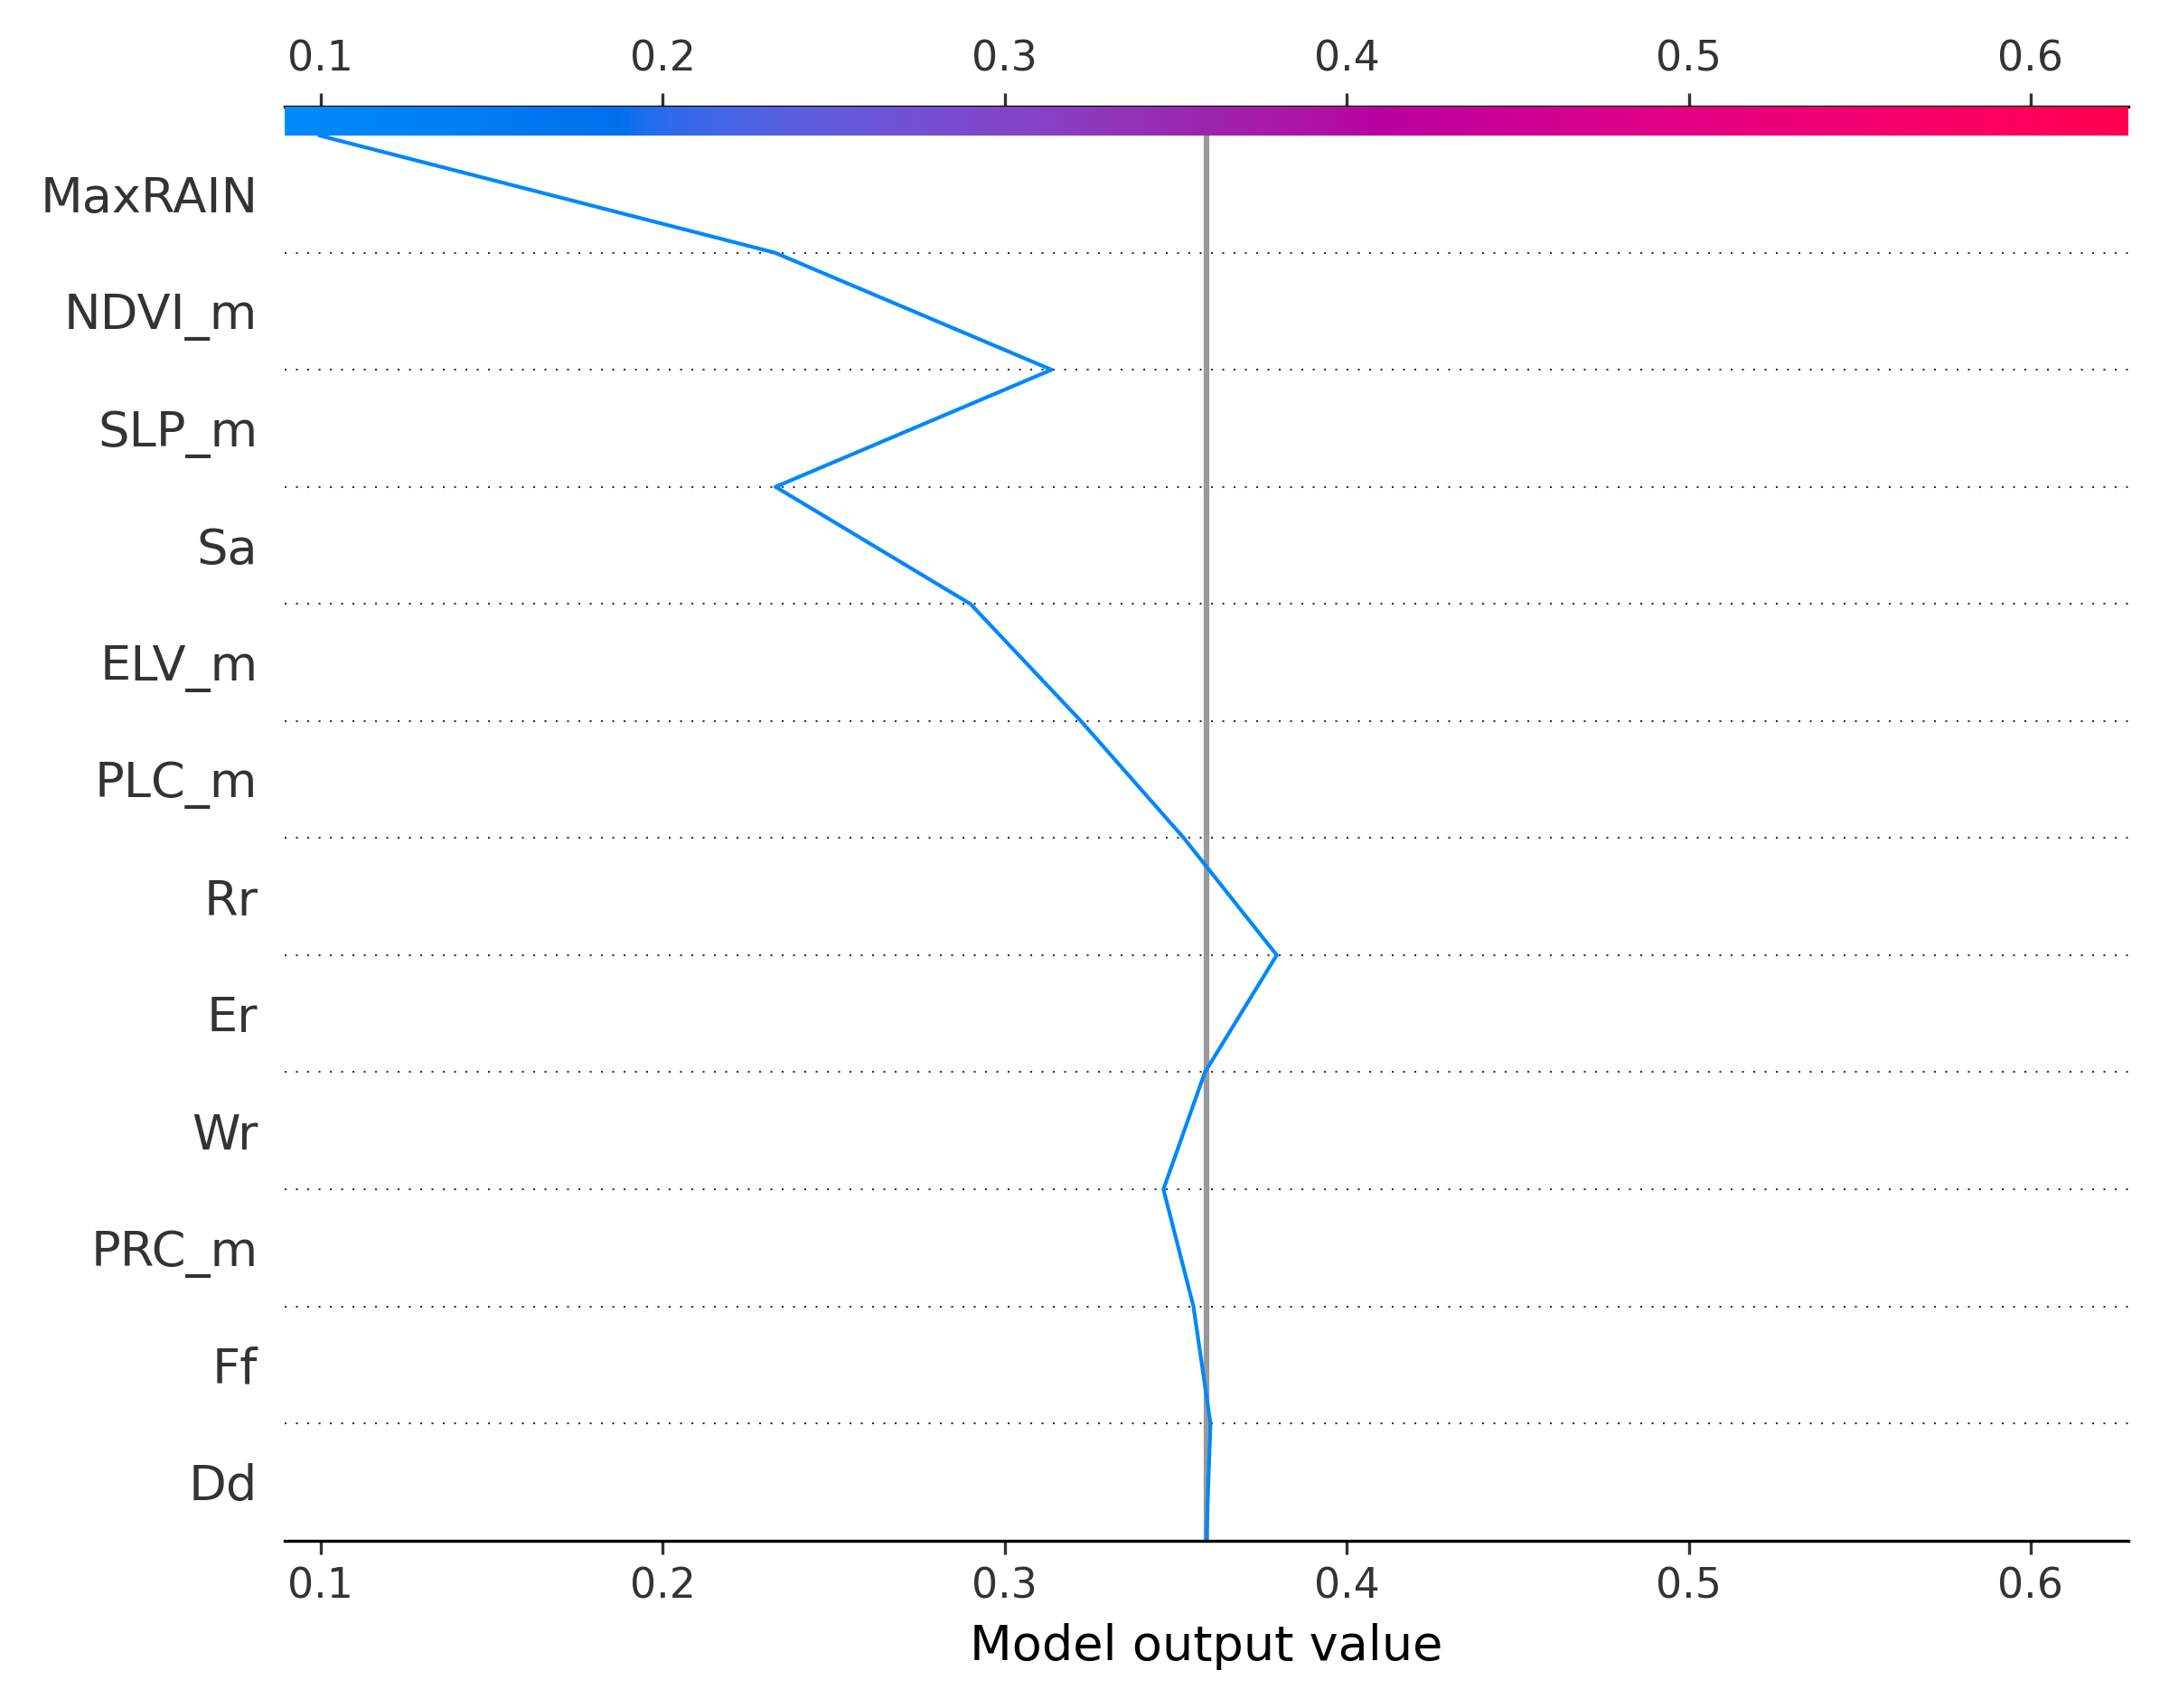 0.1 0.2 0.3 0.4 0.5 0.6
MaxRAIN
NDVI_m
SLP_m
Sa
ELV_m
PLC_m
Rr
Er
Wr
PRC_m
Ff
Dd
0.1 0.2 0.3 0.4 0.5 0.6
Model output value